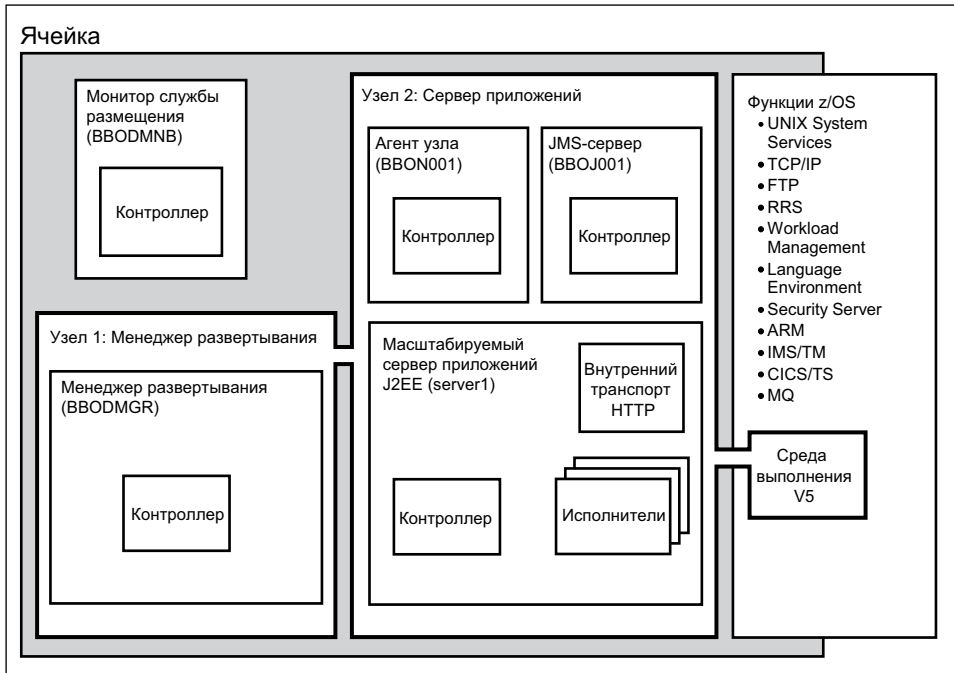 Ячейка
Монитор службы
размещения
(BBODMNB)
Контроллер
Узел 1: Менеджер развертывания
Менеджер развертывания
(BBODMGR)
Контроллер
Узел 2: Сервер приложений
Агент узла
(BBON001)
Контроллер
JMS-сервер
(BBOJ001)
Контроллер
Масштабируемый
сервер приложений
J2EE (server1)
Внутренний
транспорт
HTTP
Контроллер
Исполнители
Функции z/OS
• UNIX System
Services
• TCP/IP
• FTP
• RRS
• Workload
Management
• Language
Environment
• Security Server
• ARM
• IMS/TM
• CICS/TS
• MQ
Среда
выполнения
V5